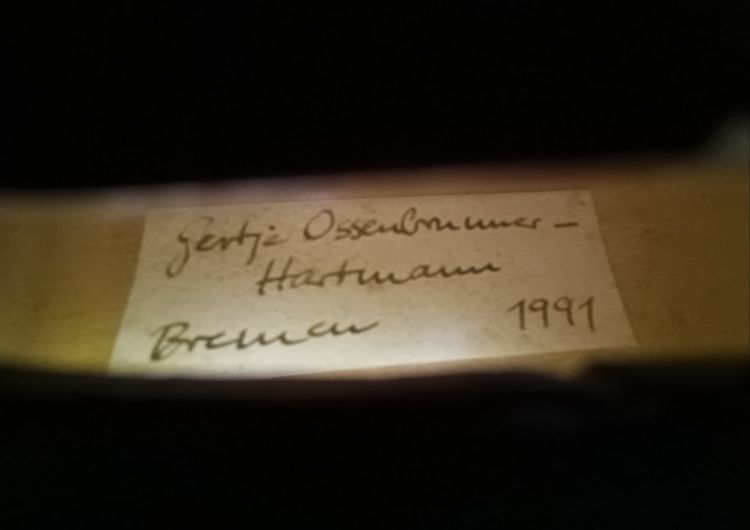 Gertje Ossenbrunner-
Hartmann
Bremen 1991